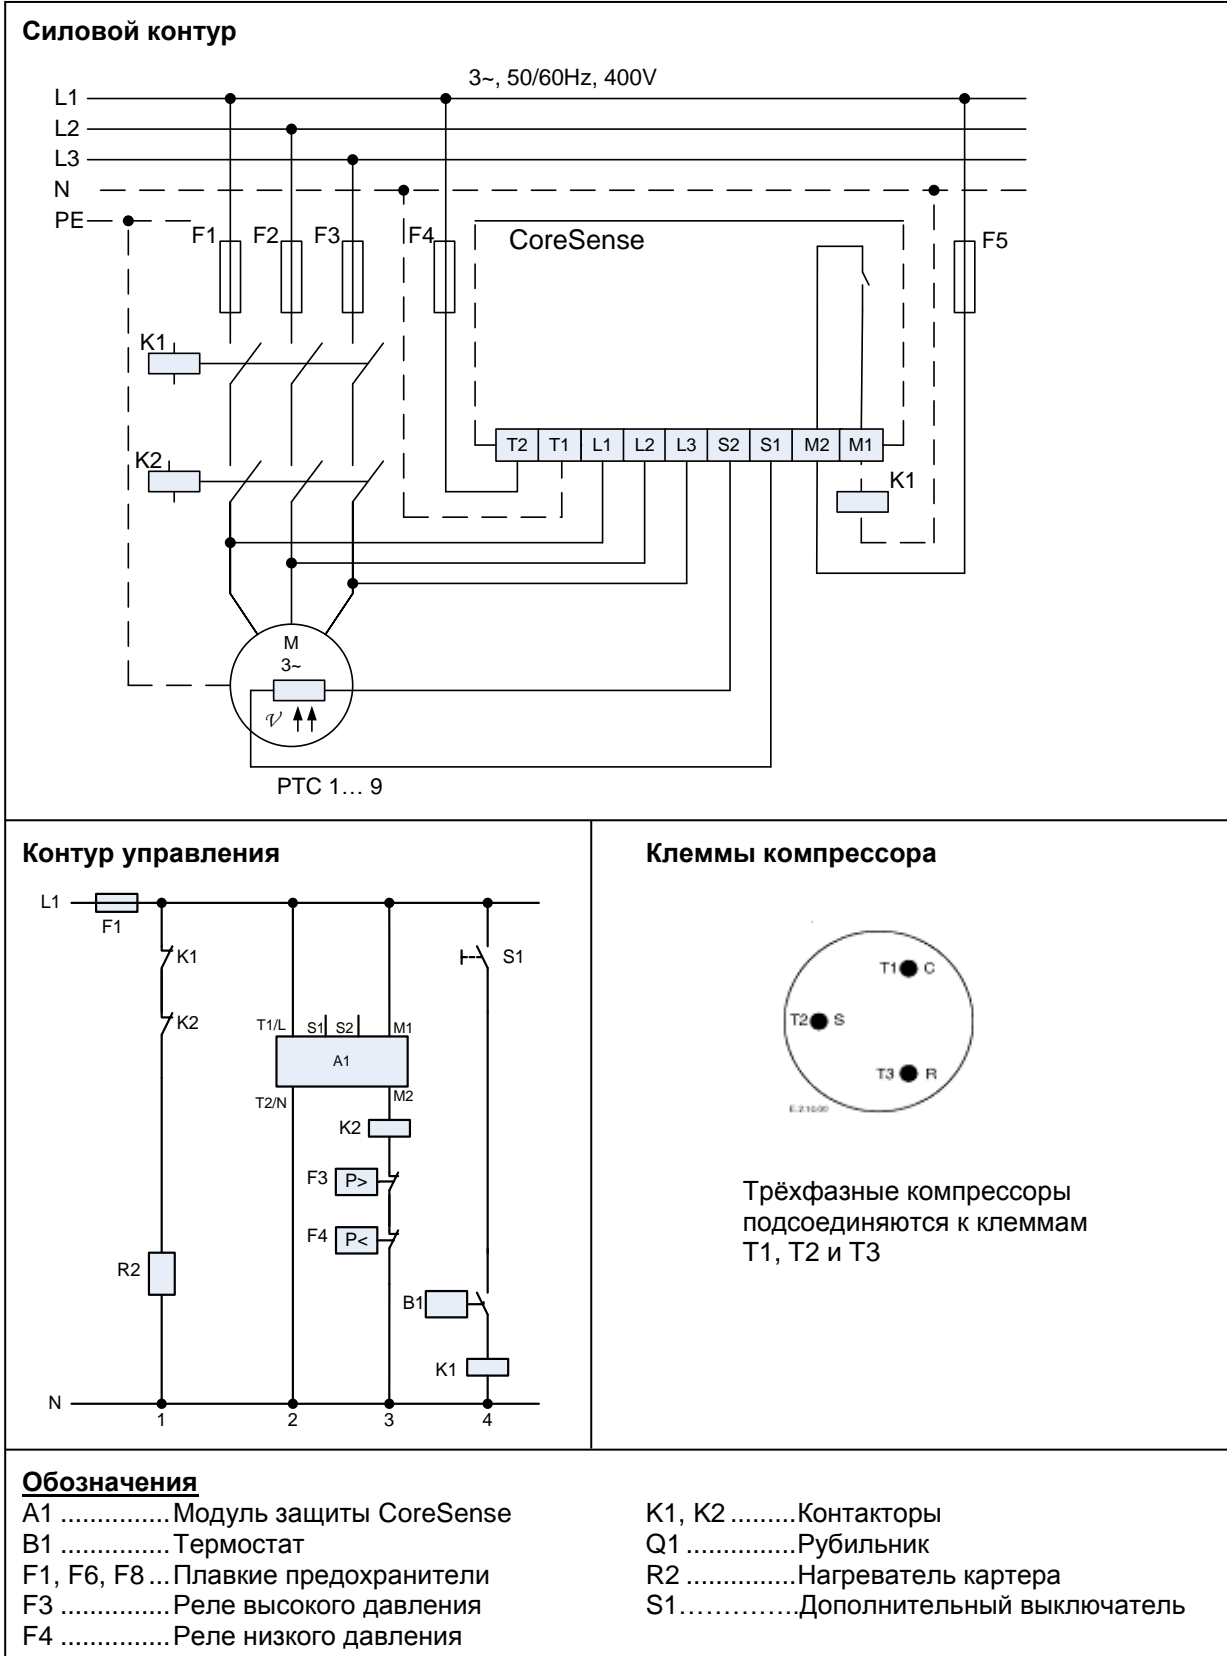 Силовой контур
3~, 50/60Hz, 400V
L1
L2
L3
N
PE
F1
F2
F3
F4
CoreSense
F5
K1
T2 T1 L1 L2 L3 S2 S1 M2 M1
K2
K1
M
3~
PTC 1... 9
Контур управления
L1
F1
K1
S1
K2
T1/L
S1
S2
M1
A1
T2/N
M2
K2
F3
P>
F4
P<
R2
B1
K1
N
1
2
3
4
Клеммы компрессора
T1 C
T2 S
T3 R
E.2.10.00
Трёхфазные компрессоры
подсоединяются к клеммам
T1, T2 и T3
Обозначения
A1 ...............Модуль защиты CoreSense
B1 ...............Термостат
F1, F6, F8 ...Плавкие предохранители
F3 ...............Реле высокого давления
F4 ...............Реле низкого давления
K1, K2 .........Контакторы
Q1 ...............Рубильник
R2 ...............Нагреватель картера
S1…………..Дополнительный выключатель